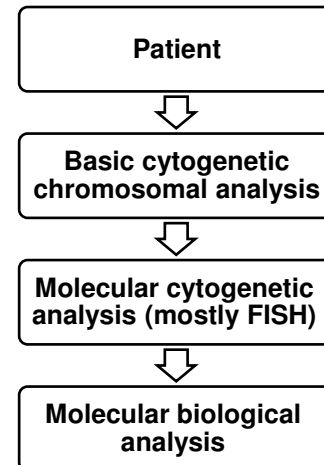 Patient
Basic cytogenetic
chromosomal analysis
Molecular cytogenetic
analysis (mostly FISH)
Molecular biological
analysis